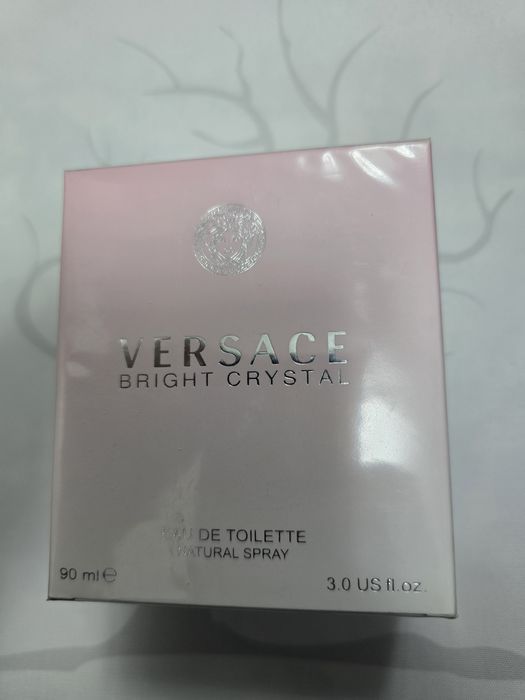 VERSACE
BRIGHT CRYSTAL
EAU DE TOILETTE
NATURAL SPRAY
90 ml ℮
3.0 US fl.oz.